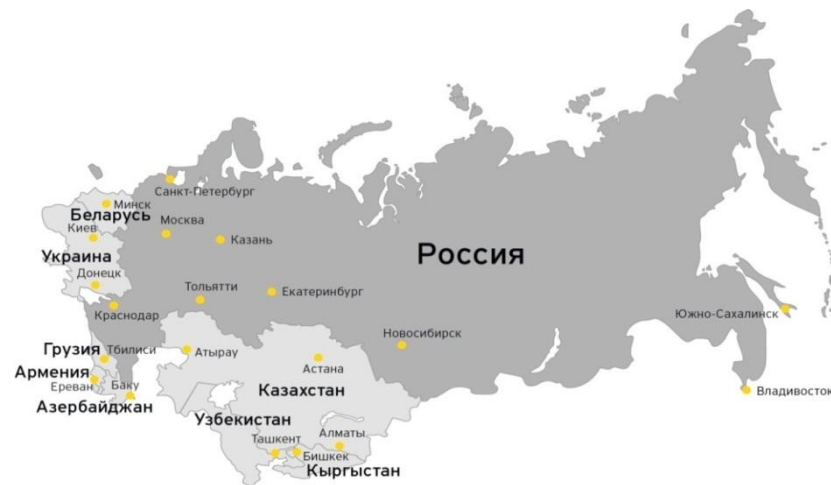 Санкт-Петербург
Минск
Беларусь
Москва
Киев
Казань
Украина
Россия
Донецк
Тольятти
Екатеринбург
Краснодар
Южно-Сахалинск
Новосибирск
Грузия
Тбилиси
Атырау
Астана
Армения
Ереван
Баку
Казахстан
Владивосток
Азербайджан
Узбекистан
Ташкент
Алматы
Бишкек
Кыргыстан